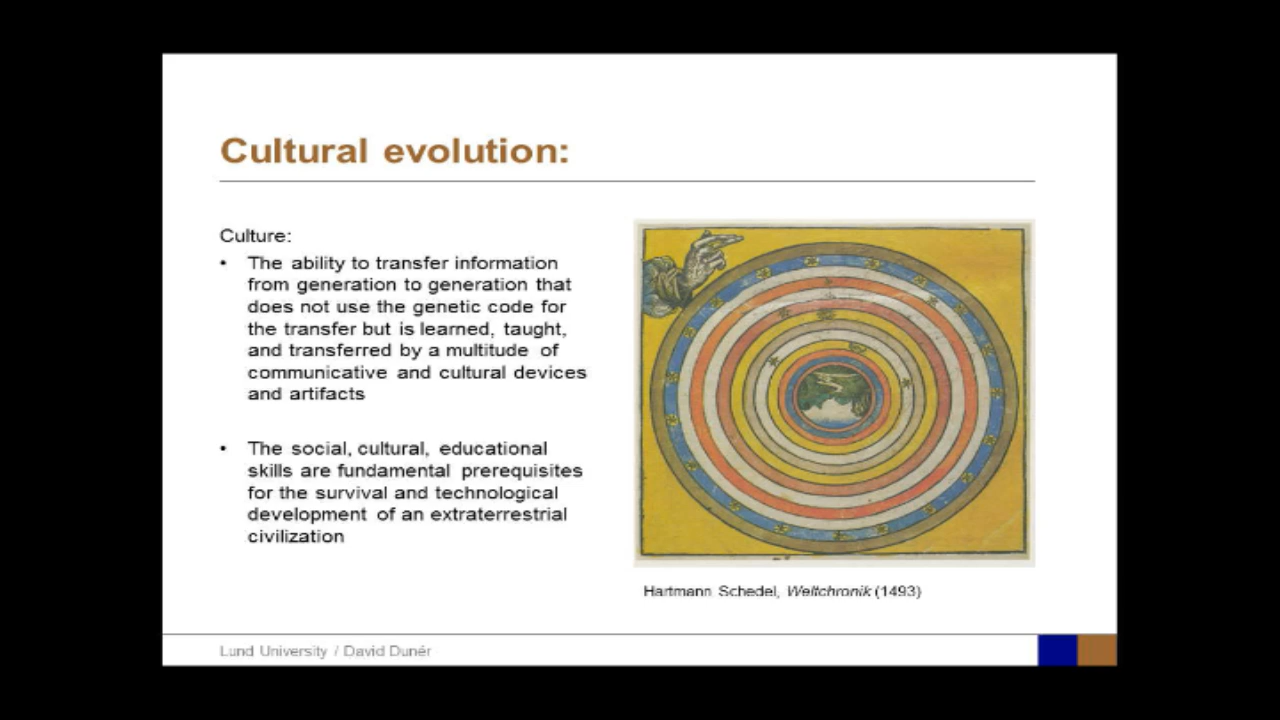 Cultural evolution:
Culture:
• The ability to transfer information
from generation to generation that
does not use the genetic code for
the transfer but is learned, taught,
and transferred by a multitude of
communicative and cultural devices
and artifacts
• The social, cultural, educational
skills are fundamental prerequisites
for the survival and technological
development of an extraterrestrial
civilization
Hartmann Schedel, Weltchronik (1493)
Lund University / David Dunér